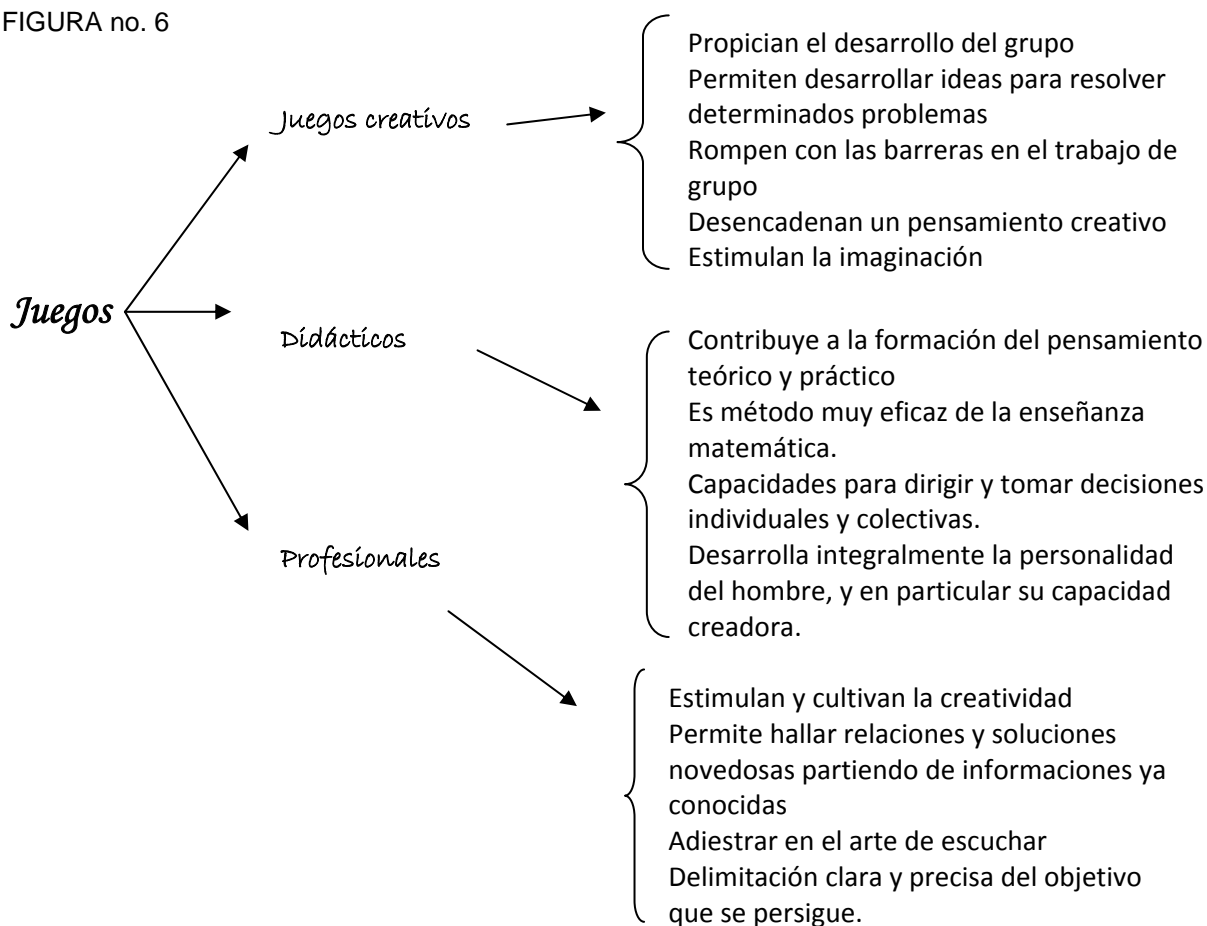 FIGURA no. 6
Juegos
Juegos creativos
Propician el desarrollo del grupo
Permiten desarrollar ideas para resolver
determinados problemas
Rompen con las barreras en el trabajo de
grupo
Desencadenan un pensamiento creativo
Estimulan la imaginación
Didácticos
Contribuye a la formación del pensamiento
teórico y práctico
Es método muy eficaz de la enseñanza
matemática.
Capacidades para dirigir y tomar decisiones
individuales y colectivas.
Desarrolla integralmente la personalidad
del hombre, y en particular su capacidad
creadora.
Profesionales
Estimulan y cultivan la creatividad
Permite hallar relaciones y soluciones
novedosas partiendo de informaciones ya
conocidas
Adiestrar en el arte de escuchar
Delimitación clara y precisa del objetivo
que se persigue.